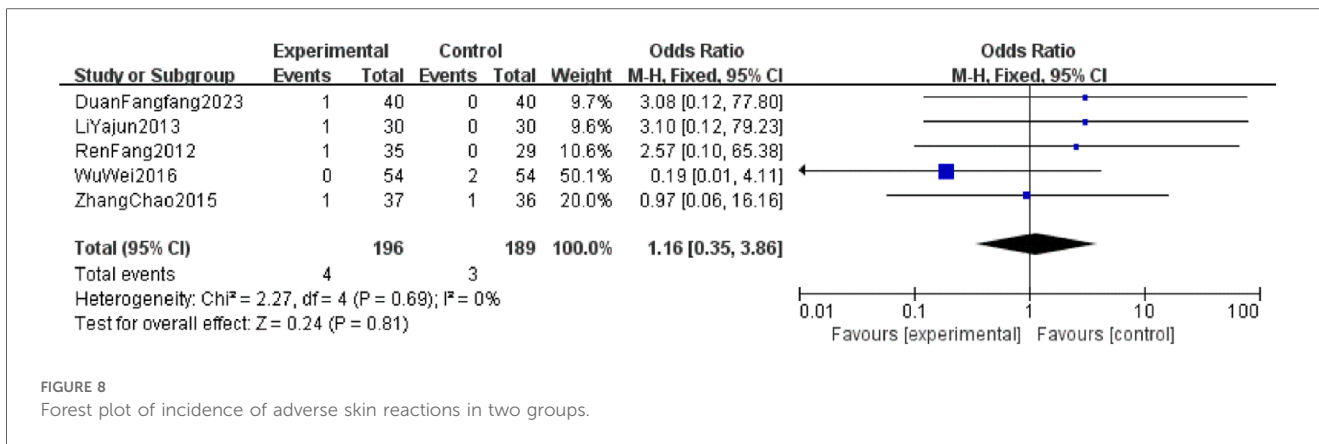 Experimental Control Odds Ratio Odds Ratio
Study or Subgroup Events Total Events Total Weight M-H, Fixed, 95% CI M-H, Fixed, 95% CI
DuanFangfang2023 1 40 0 40 9.7% 3.08 [0.12, 77.80]
LiYajun2013 1 30 0 30 9.6% 3.10 [0.12, 79.23]
RenFang2012 1 35 0 29 10.6% 2.57 [0.10, 65.38]
WuWei2016 0 54 2 54 50.1% 0.19 [0.01, 4.11]
ZhangChao2015 1 37 1 36 20.0% 0.97 [0.06, 16.16]
Total (95% CI) 196 189 100.0% 1.16 [0.35, 3.86]
Total events 4 3
Heterogeneity: Chi² = 2.27, df = 4 (P = 0.69); I² = 0%
Test for overall effect: Z = 0.24 (P = 0.81)
0.01 0.1 1 10 100
Favours [experimental] Favours [control]
FIGURE 8
Forest plot of incidence of adverse skin reactions in two groups.